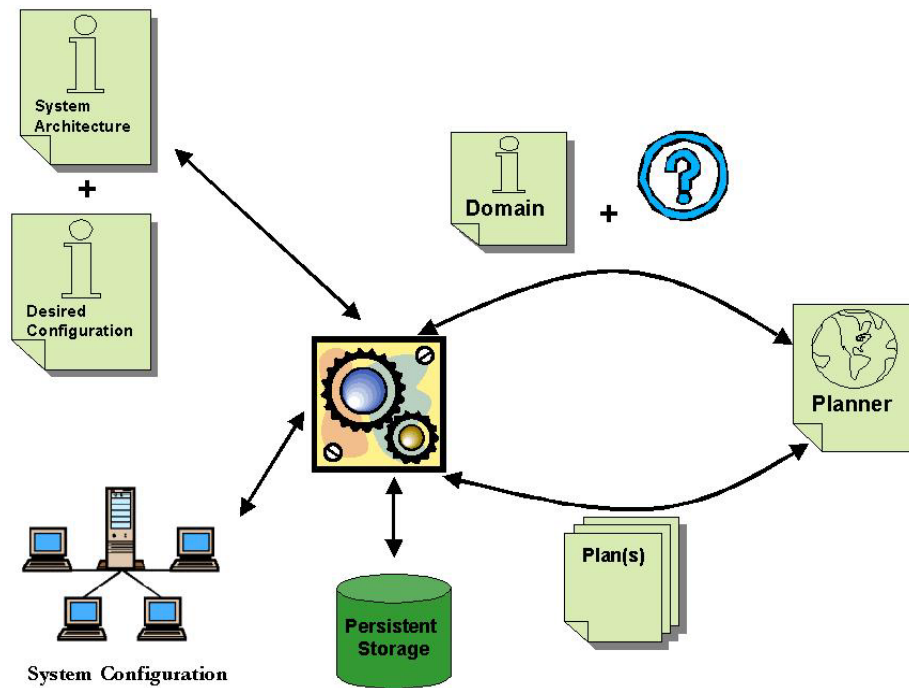 System
Architecture
+
Desired
Configuration
Domain
+
?
Planner
Plan(s)
Persistent
Storage
System Configuration